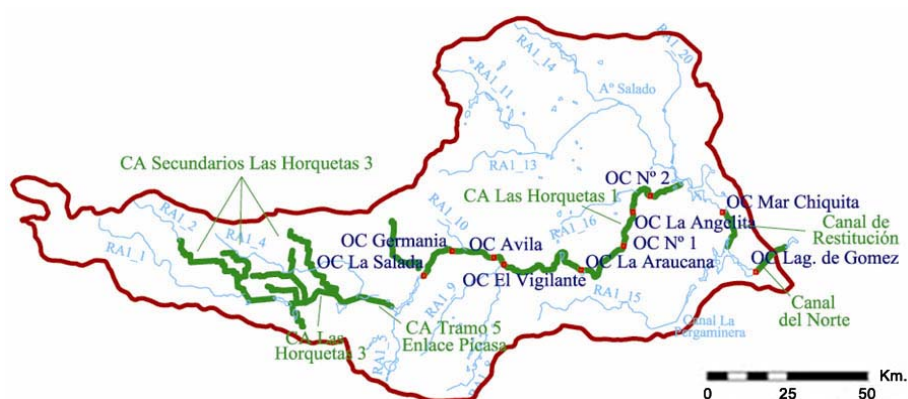 RA1_14
RA1_20
RA1_11
Aº Salado
RA1_13
CA Secundarios Las Horquetas 3
OC Nº 2
CA Las Horquetas 1
OC Mar Chiquita
RA1_2
RA1_10
RA1_16
OC La Angelita
Canal de
Restitución
RA1_4
OC Germania
OC Avila
OC Nº 1
RA1_1
OC La Salada
OC La Araucana
OC Lag. de Gomez
OC El Vigilante
RA1_9
RA1_15
CA Tramo 5
Enlace Picasa
Canal La
Pergaminera
Canal
del Norte
CA Las
Horquetas 3
Km.
0 25 50